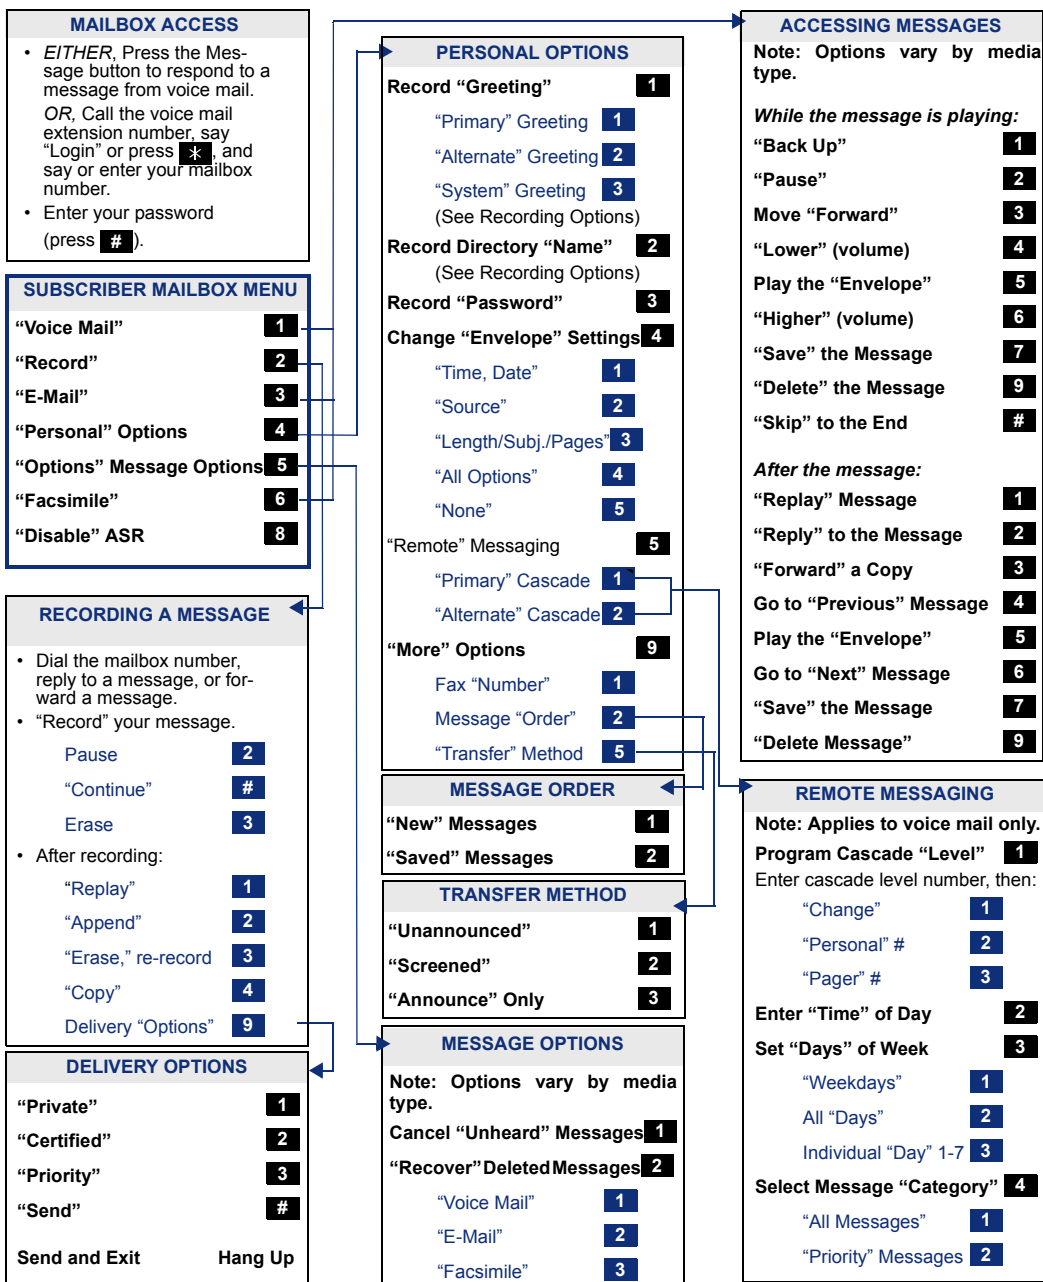 MAILBOX ACCESS
• EITHER, Press the Mes-
sage button to respond to a
message from voice mail.
OR, Call the voice mail
extension number, say
“Login” or press * , and
say or enter your mailbox
number.
• Enter your password
(press # ).
SUBSCRIBER MAILBOX MENU
“Voice Mail” 1
“Record” 2
“E-Mail” 3
“Personal” Options 4
“Options” Message Options 5
“Facsimile” 6
“Disable” ASR 8
RECORDING A MESSAGE
• Dial the mailbox number,
reply to a message, or for-
ward a message.
• “Record” your message.
Pause 2
“Continue” #
Erase 3
• After recording:
“Replay” 1
“Append” 2
“Erase,” re-record 3
“Copy” 4
Delivery “Options” 9
DELIVERY OPTIONS
“Private” 1
“Certified” 2
“Priority” 3
“Send” #
Send and Exit Hang Up
PERSONAL OPTIONS
Record “Greeting” 1
“Primary” Greeting 1
“Alternate” Greeting 2
“System” Greeting 3
(See Recording Options)
Record Directory “Name” 2
(See Recording Options)
Record “Password” 3
Change “Envelope” Settings 4
“Time, Date” 1
“Source” 2
“Length/Subj./Pages” 3
“All Options” 4
“None” 5
“Remote” Messaging 5
“Primary” Cascade 1
“Alternate” Cascade 2
“More” Options 9
Fax “Number” 1
Message “Order” 2
“Transfer” Method 5
MESSAGE ORDER
“New” Messages 1
“Saved” Messages 2
TRANSFER METHOD
“Unannounced” 1
“Screened” 2
“Announce” Only 3
MESSAGE OPTIONS
Note: Options vary by media
type.
Cancel “Unheard” Messages 1
“Recover” Deleted Messages 2
“Voice Mail” 1
“E-Mail” 2
“Facsimile” 3
ACCESSING MESSAGES
Note: Options vary by media
type.
While the message is playing:
“Back Up” 1
“Pause” 2
Move “Forward” 3
“Lower” (volume) 4
Play the “Envelope” 5
“Higher” (volume) 6
“Save” the Message 7
“Delete” the Message 9
“Skip” to the End #
After the message:
“Replay” Message 1
“Reply” to the Message 2
“Forward” a Copy 3
Go to “Previous” Message 4
Play the “Envelope” 5
Go to “Next” Message 6
“Save” the Message 7
“Delete Message” 9
REMOTE MESSAGING
Note: Applies to voice mail only.
Program Cascade “Level” 1
Enter cascade level number, then:
“Change” 1
“Personal” # 2
“Pager” # 3
Enter “Time” of Day 2
Set “Days” of Week 3
“Weekdays” 1
All “Days” 2
Individual “Day” 1-7 3
Select Message “Category” 4
“All Messages” 1
“Priority” Messages 2